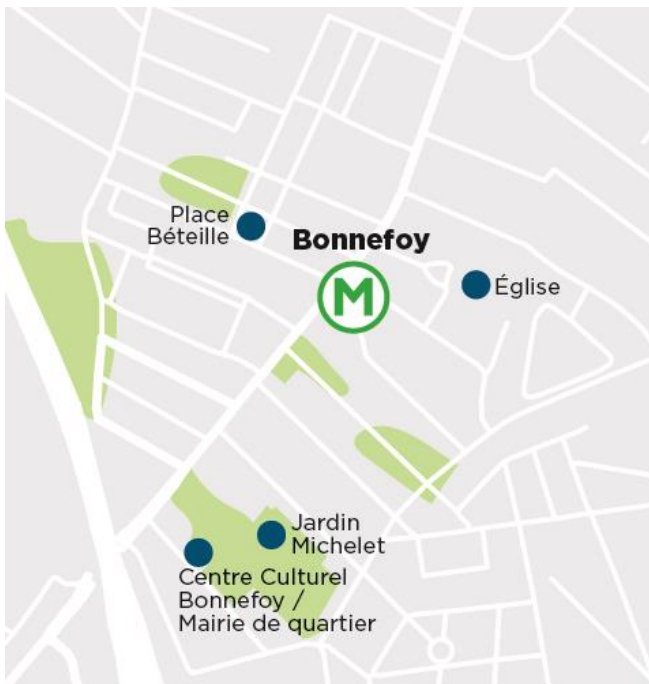 Place
Béteille
Bonnefoy
M
Église
Jardin
Michelet
Centre Culturel
Bonnefoy /
Mairie de quartier